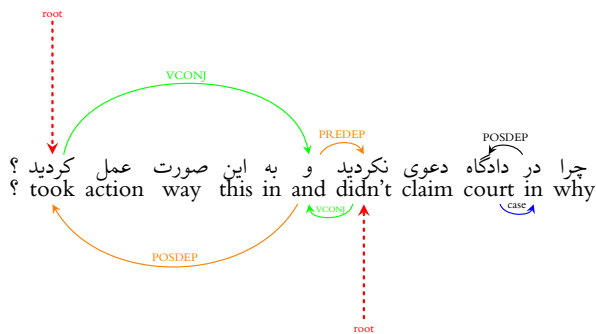 root
VCONJ
PREDEP
POSDEP
چرا در دادگاه دعوی نکردید و به این صورت عمل کردید ؟
? took action way this in and didn't claim court in why
case
VCONJ
POSDEP
root